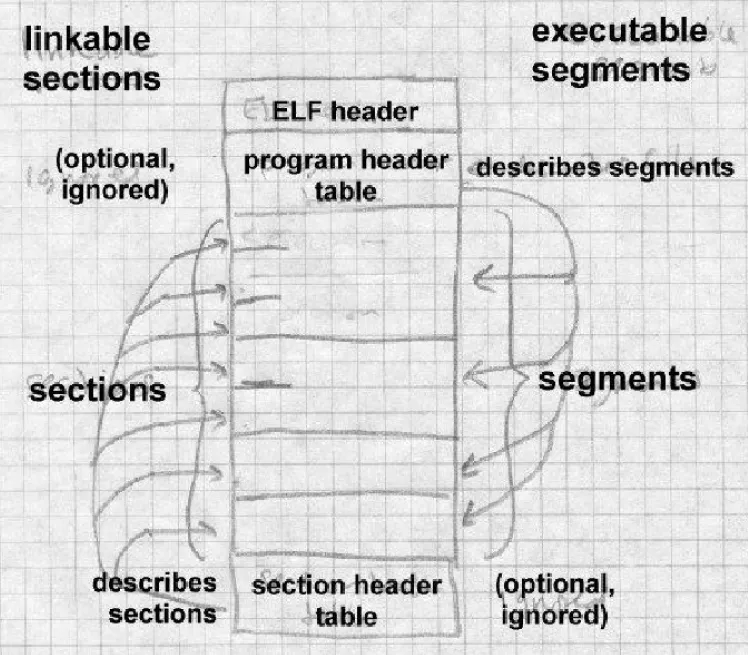 linkable
sections
executable
segments
ELF header
(optional,
ignored)
program header
table
describes segments
sections
segments
describes
sections
section header
table
(optional,
ignored)